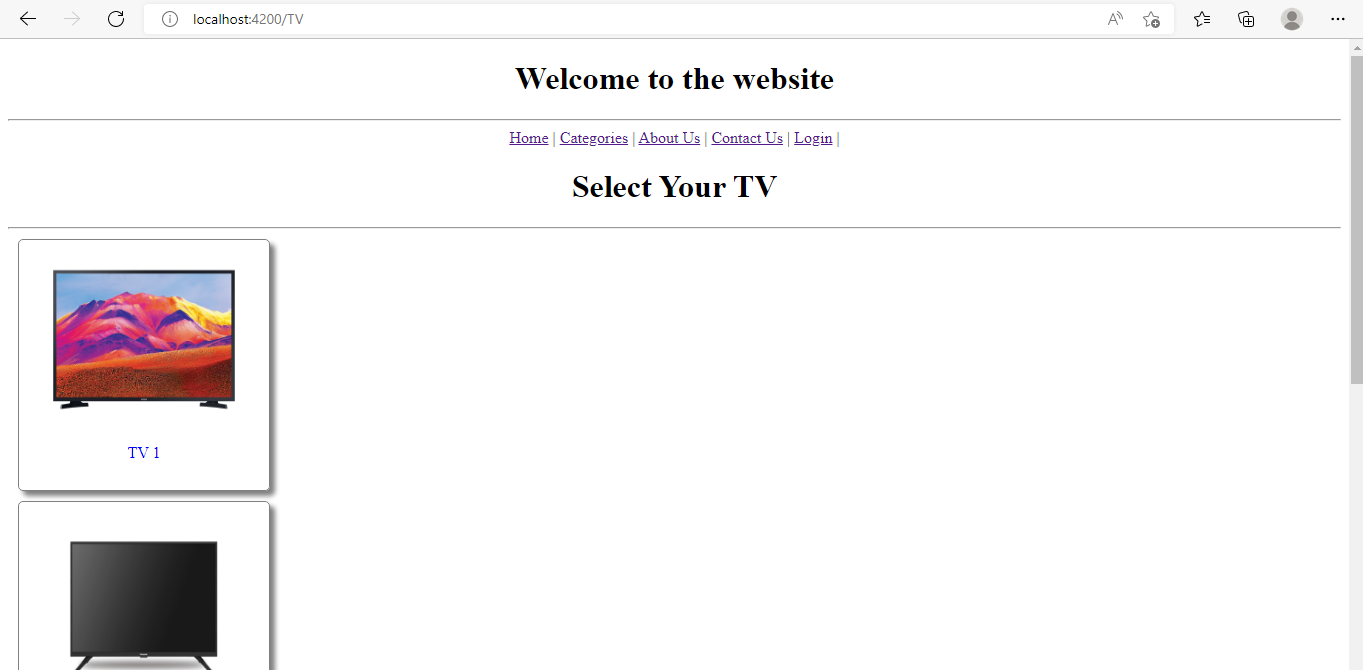 localhost:4200/TV
Welcome to the website
Home | Categories | About Us | Contact Us | Login |
Select Your TV
TV 1